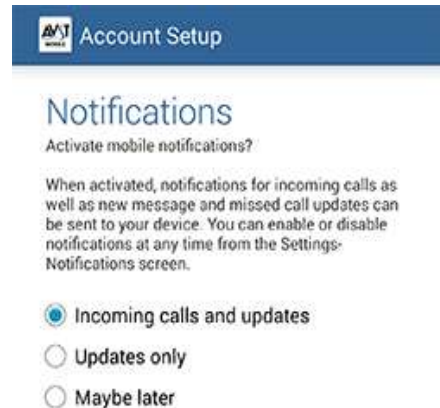 AVST
MOBILE
Account Setup
Notifications
Activate mobile notifications?
When activated, notifications for incoming calls as
well as new message and missed call updates can
be sent to your device. You can enable or disable
notifications at any time from the Settings-
Notifications screen.
Incoming calls and updates
Updates only
Maybe later